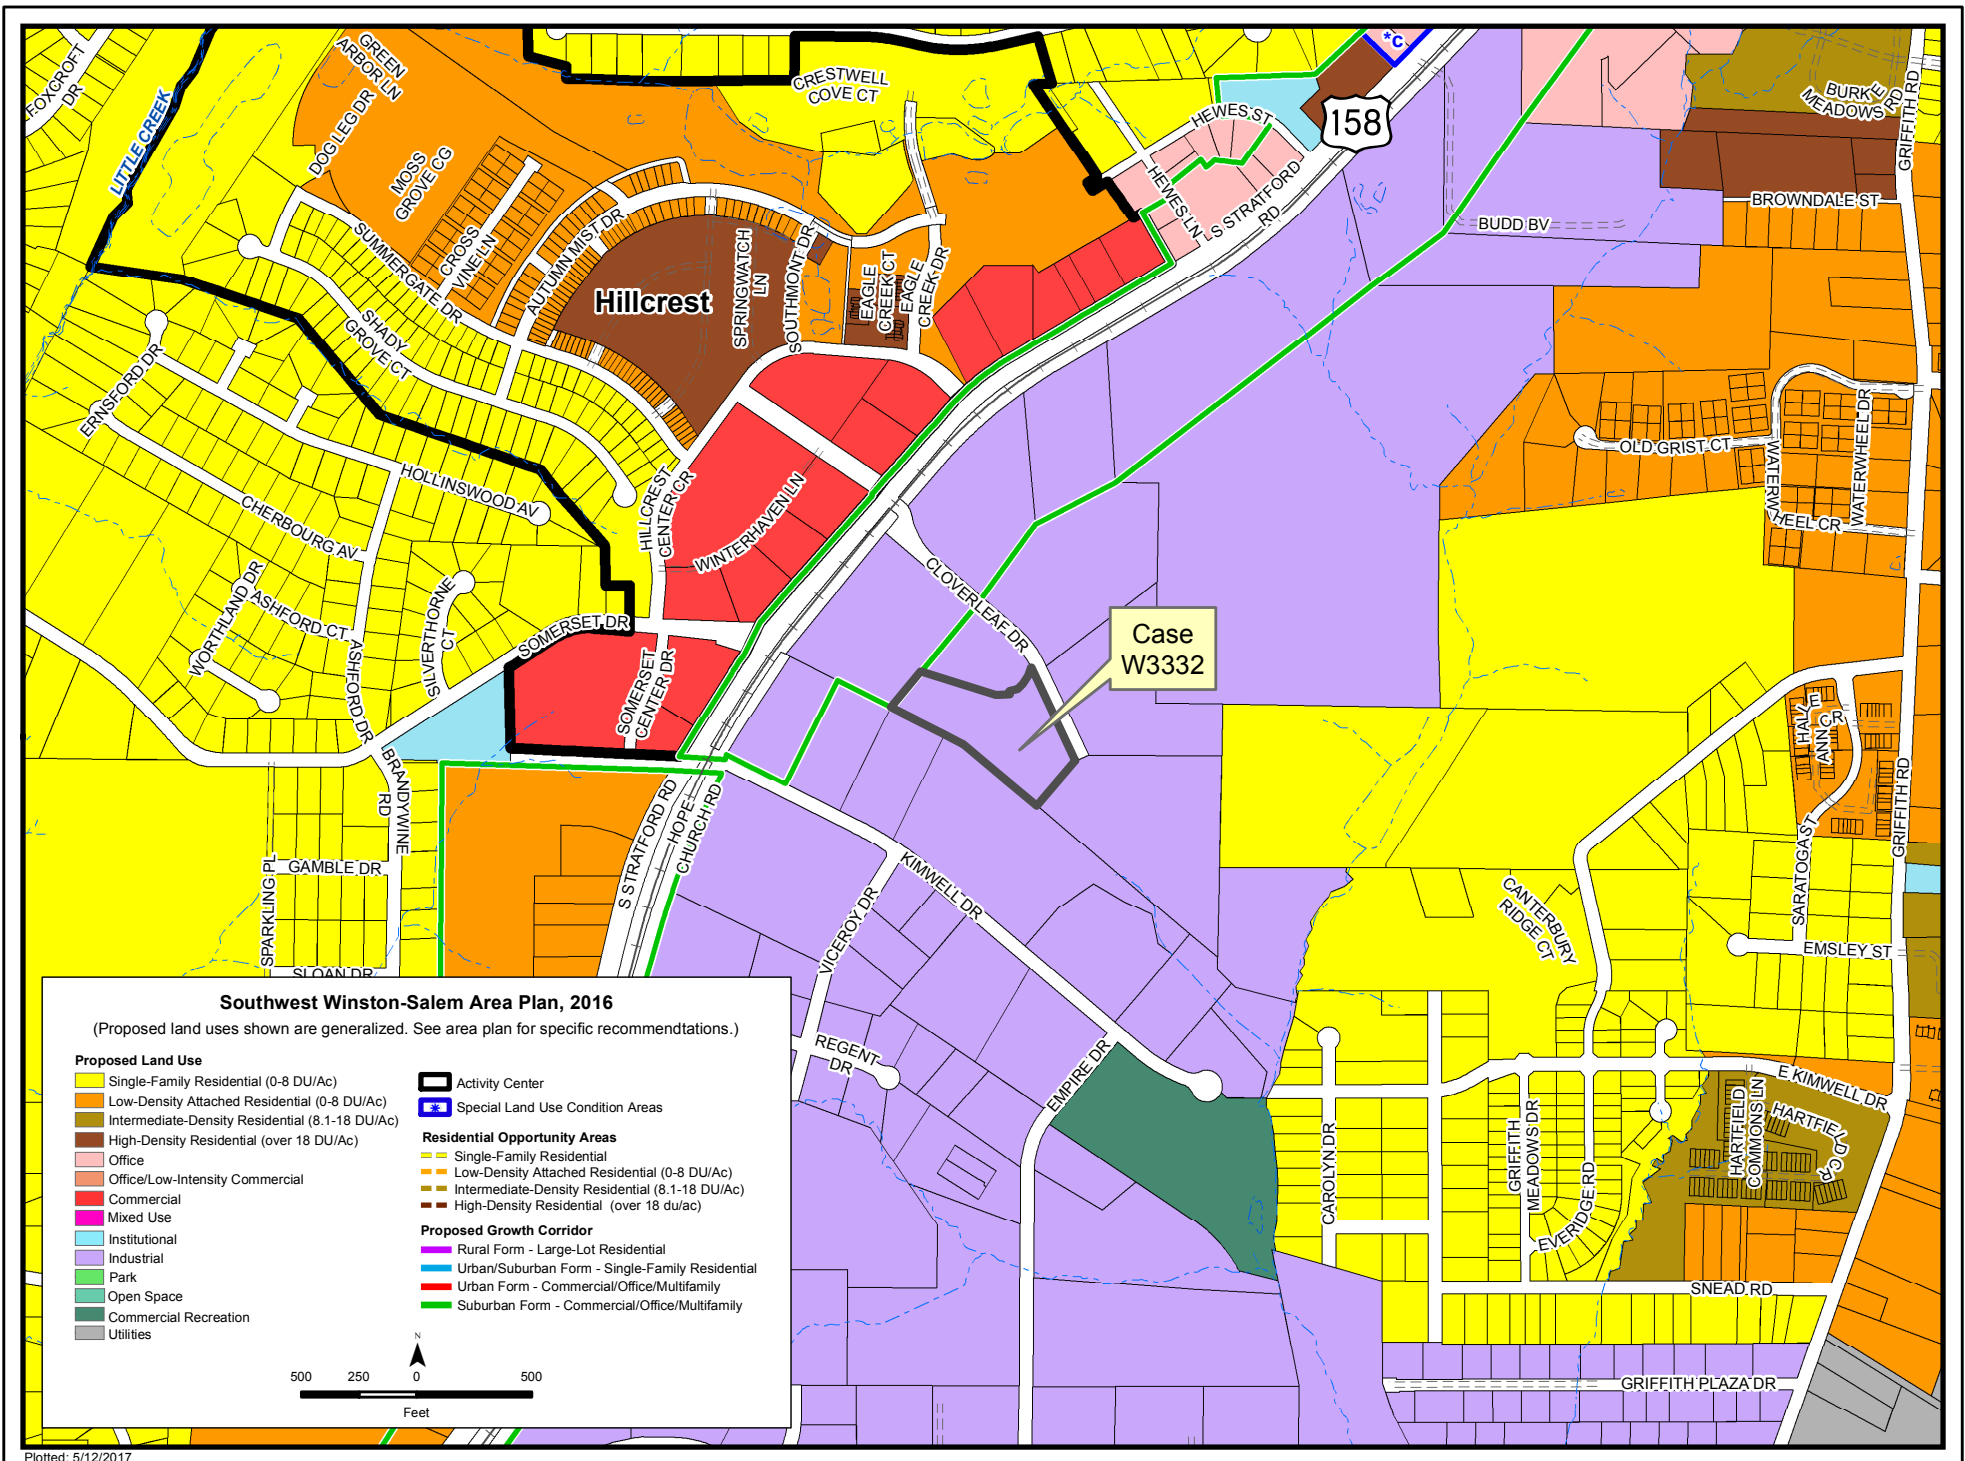 FOXCROFT
DR
LITTLE CREEK
GREEN
ARBOR LN
DOG LEG DR
MOSS
GROVE CG
CRESTWELL
COVE CT
*C
158
HEWES ST
HEWES LN
S STRATFORD
RD
BURKE
MEADOWS RD
GRIFFITH RD
BROWNDALE ST
BUDD BV
SUMMERGATE DR
CROSS
VINE LN
AUTUMN MIST DR
Hillcrest
SPRINGWATCH
LN
SOUTHMONT DR
EAGLE
CREEK CT
EAGLE
CREEK DR
SHADY
GROVE CT
ERNSFORD DR
HOLLINSWOOD AV
CHERBOURG AV
HILLCREST
CENTER CR
WINTERHAVEN LN
OLD GRIST CT
WATERWHEEL DR
WATERWHEEL CR
CLOVERLEAF DR
WORTHLAND DR
ASHFORD CT
SILVERTHORNE
CT
ASHFORD DR
SOMERSET DR
SOMERSET
CENTER DR
Case
W3332
HALLE
ANN CR
GRIFFITH RD
BRANDYWINE
RD
S STRATFORD RD
HOPE
CHURCH RD
GAMBLE DR
SPARKLING PL
SLOAN DR
KIMWELL DR
VICEROY DR
CANTERBURY
RIDGE CT
SARATOGA ST
EMSLEY ST
REGENT
DR
EMPIRE DR
E KIMWELL DR
HARTFIELD
COMMONS LN
HARTFIELD CR
CAROLYN DR
GRIFFITH
MEADOWS DR
EVERIDGE RD
SNEAD RD
GRIFFITH PLAZA DR
Southwest Winston-Salem Area Plan, 2016
(Proposed land uses shown are generalized. See area plan for specific recommendtations.)
Proposed Land Use
Single-Family Residential (0-8 DU/Ac)
Low-Density Attached Residential (0-8 DU/Ac)
Intermediate-Density Residential (8.1-18 DU/Ac)
High-Density Residential (over 18 DU/Ac)
Office
Office/Low-Intensity Commercial
Commercial
Mixed Use
Institutional
Industrial
Park
Open Space
Commercial Recreation
Utilities
Activity Center
* Special Land Use Condition Areas
Residential Opportunity Areas
Single-Family Residential
Low-Density Attached Residential (0-8 DU/Ac)
Intermediate-Density Residential (8.1-18 DU/Ac)
High-Density Residential (over 18 du/ac)
Proposed Growth Corridor
Rural Form - Large-Lot Residential
Urban/Suburban Form - Single-Family Residential
Urban Form - Commercial/Office/Multifamily
Suburban Form - Commercial/Office/Multifamily
N
500 250 0 500
Feet
Plotted: 5/12/2017